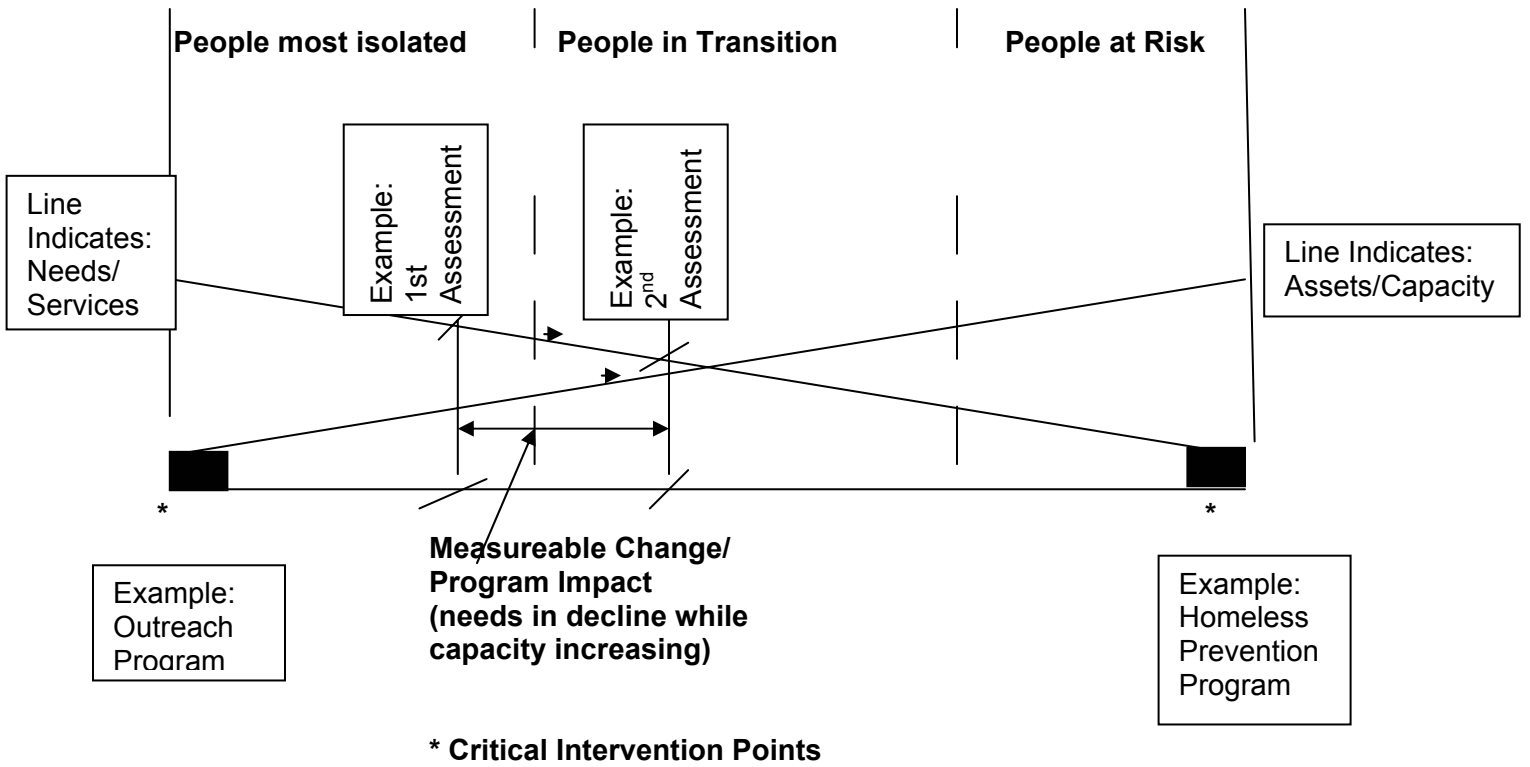 People most isolated
People in Transition
People at Risk
Line
Indicates:
Needs/
Services
Example:
1st
Assessment
Example:
2nd
Assessment
Line Indicates:
Assets/Capacity
*
*
Example:
Outreach
Program
Measureable Change/
Program Impact
(needs in decline while
capacity increasing)
Example:
Homeless
Prevention
Program
* Critical Intervention Points